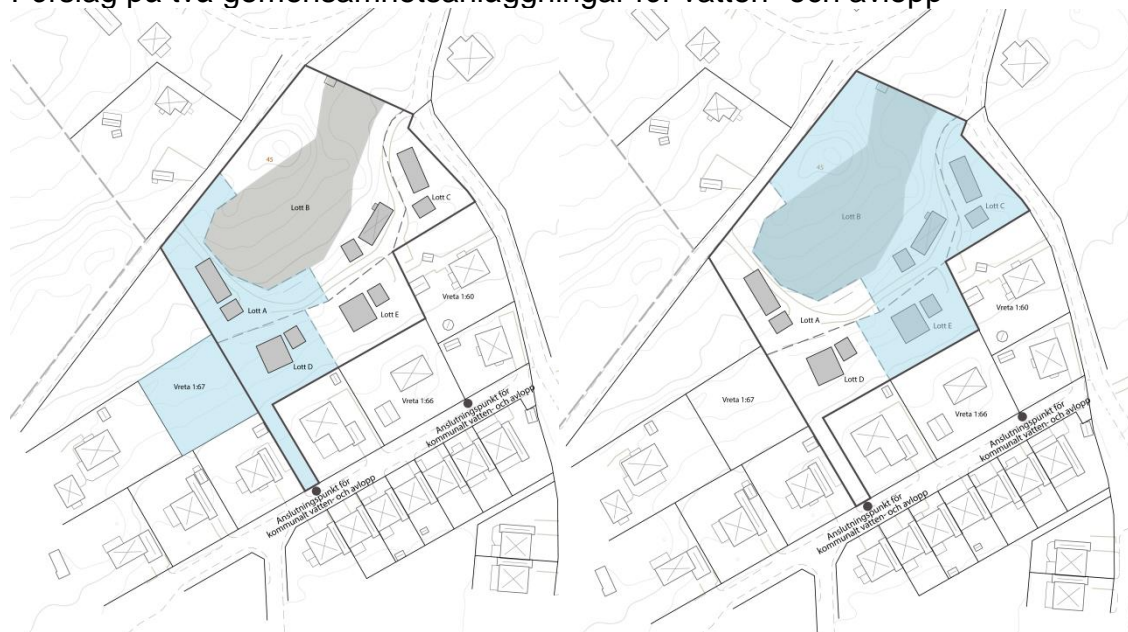 Förslag på två gemensamhetsanläggningar för vatten- och avlopp
45
Lott B
Lott C
Lott A
Lott E
Vreta 1:60
Lott D
Vreta 1:67
Vreta 1:66
Anslutningspunkt för
kommunalt vatten- och avlopp
Anslutningspunkt för
kommunalt vatten- och avlopp
45
Lott B
Lott C
Lott A
Lott E
Vreta 1:60
Lott D
Vreta 1:67
Vreta 1:66
Anslutningspunkt för
kommunalt vatten- och avlopp
Anslutningspunkt för
kommunalt vatten- och avlopp